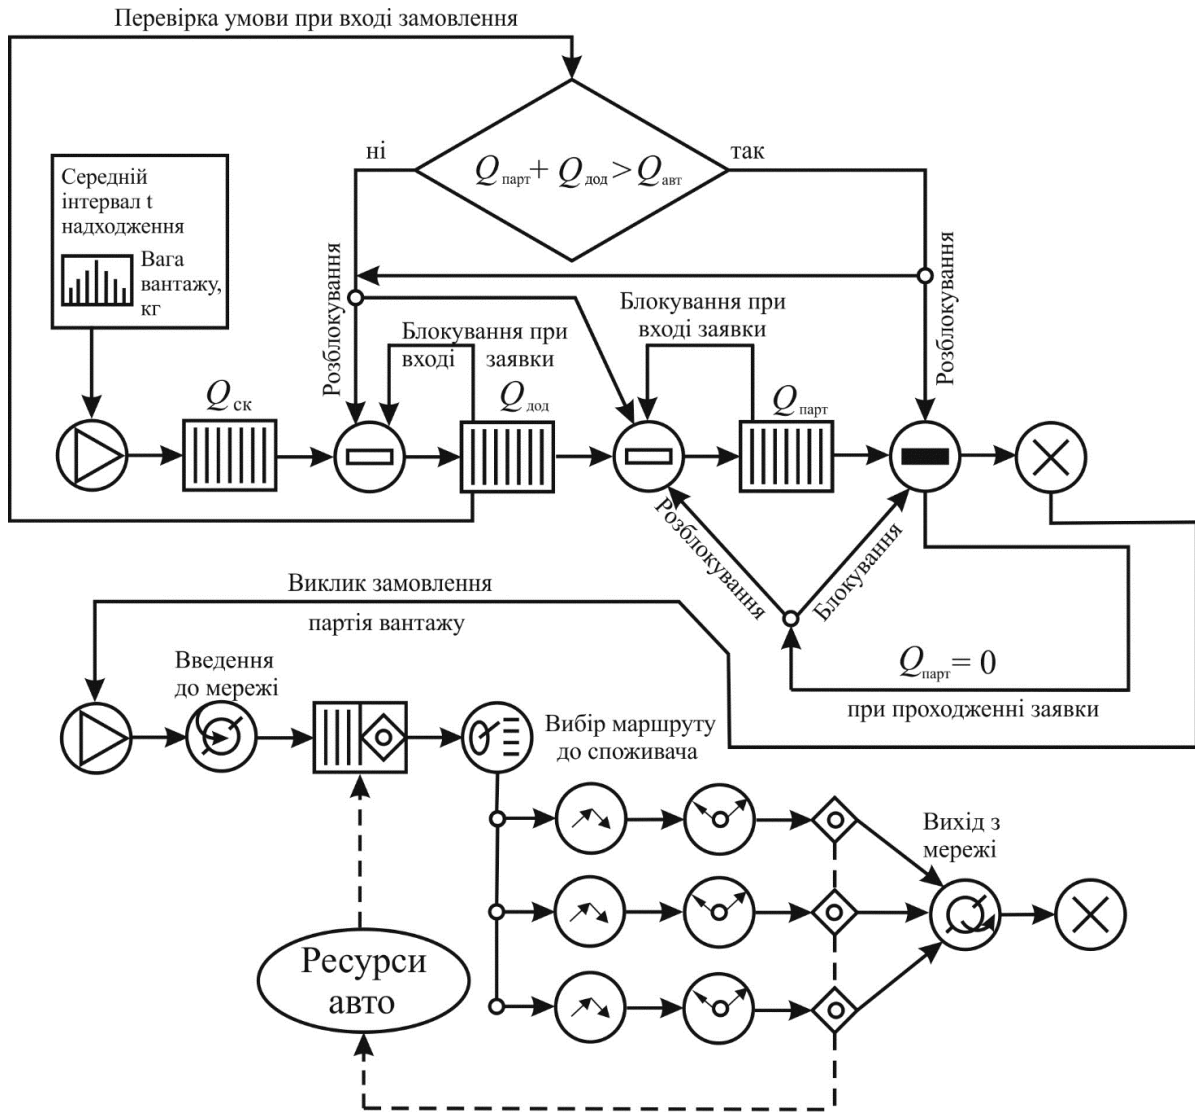 Перевірка умови при вході замовлення
ні
Q парт + Q дод > Q авт
так
Середній
інтервал t
надходження
Вага
вантажу,
кг
Розблокування
Блокування при
вході заявки
Блокування при
вході заявки
Розблокування
Q ск
Q дод
Q парт
Розблокування
Блокування
Виклик замовлення
партія вантажу
Q парт = 0
при проходженні заявки
Введення
до мережі
Вибір маршруту
до споживача
Вихід з
мережі
Ресурси
авто